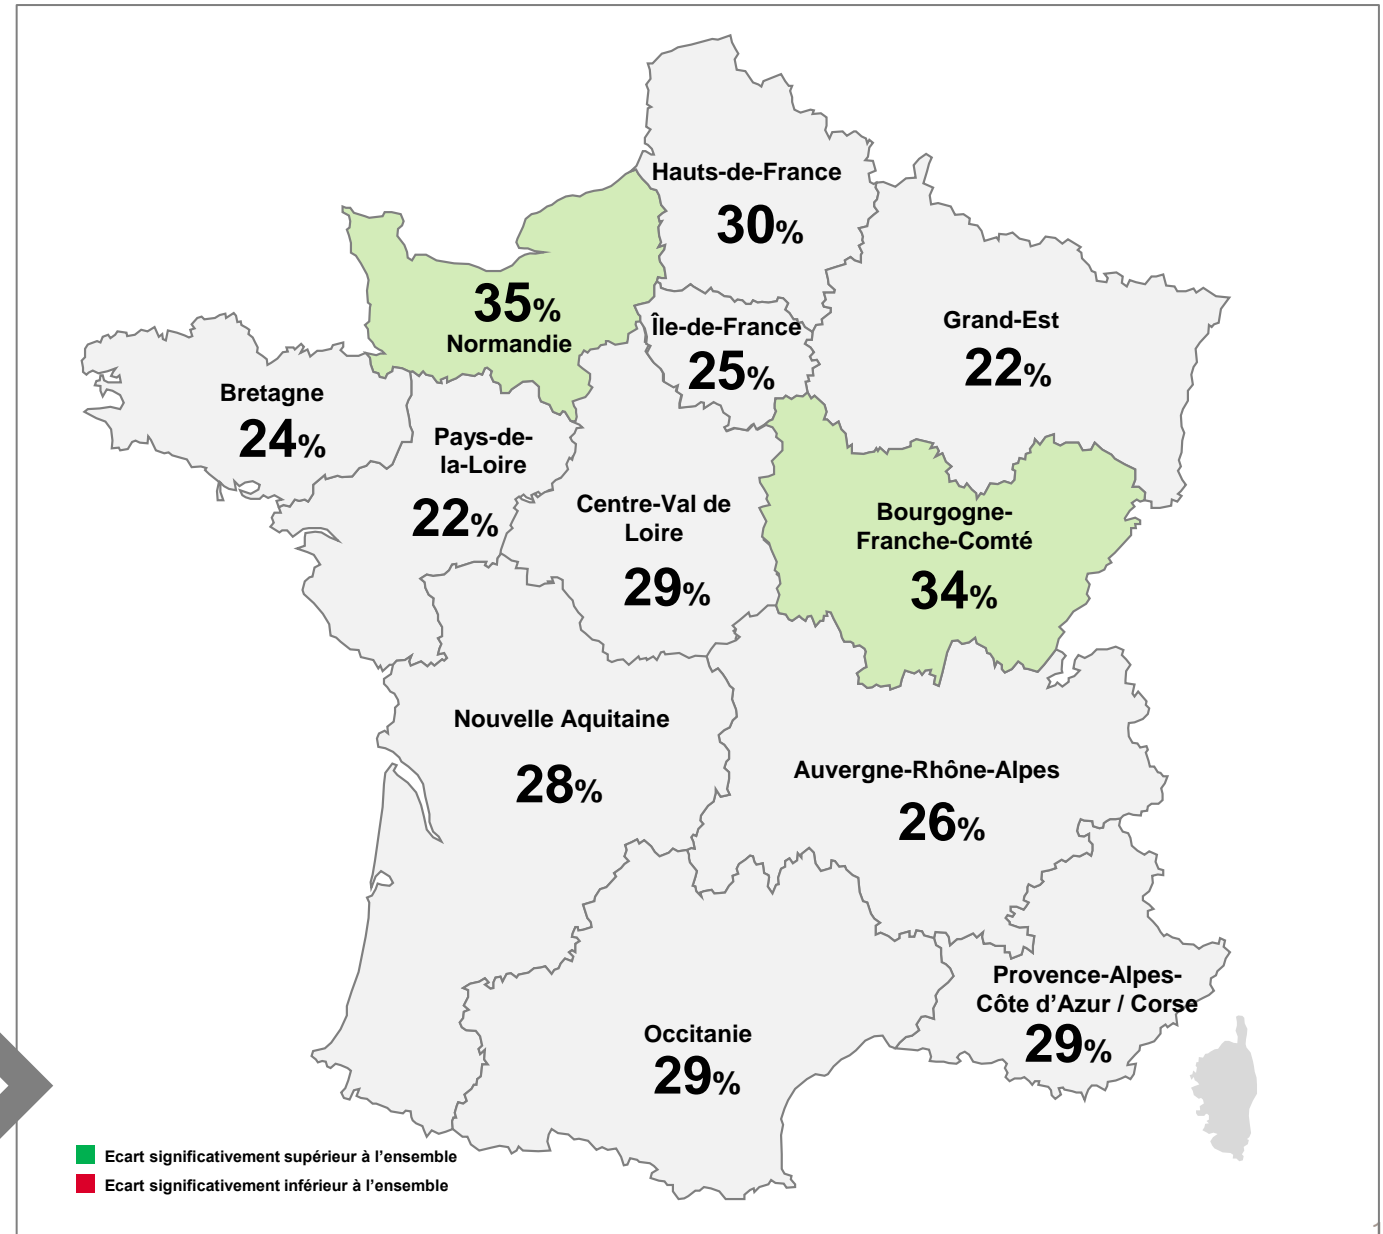 Hauts-de-France
30%
35%
Normandie
Île-de-France
25%
Grand-Est
22%
Bretagne
24%
Pays-de-
la-Loire
22%
Centre-Val de
Loire
29%
Bourgogne-
Franche-Comté
34%
Nouvelle Aquitaine
28%
Auvergne-Rhône-Alpes
26%
Provence-Alpes-
Côte d’Azur / Corse
29%
Occitanie
29%
Ecart significativement supérieur à l’ensemble
Ecart significativement inférieur à l’ensemble